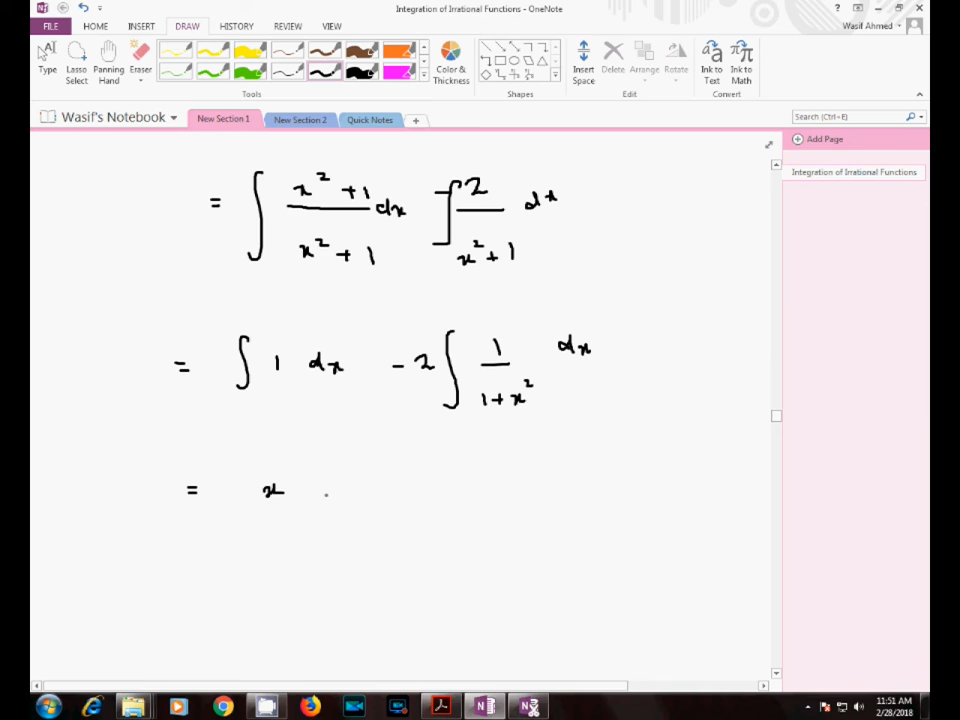 Integration of Irrational Functions - OneNote
?
FILE HOME INSERT DRAW HISTORY REVIEW VIEW
Wasif Ahmed
Type
Lasso Select
Panning Hand
Eraser
Color & Thickness
Insert Space
Delete
Arrange
Rotate
Ink to Text
Ink to Math
Tools
Shapes
Edit
Convert
Wasif's Notebook
New Section 1
New Section 2
Quick Notes
Search (Ctrl+E)
Add Page
Integration of Irrational Functions
= ∫ (x² + 1)/(x² + 1) dx - ∫ 2/(x² + 1) dx
= ∫ 1 dx - 2 ∫ 1/(1 + x²) dx
= x
11:51 AM
2/28/2018